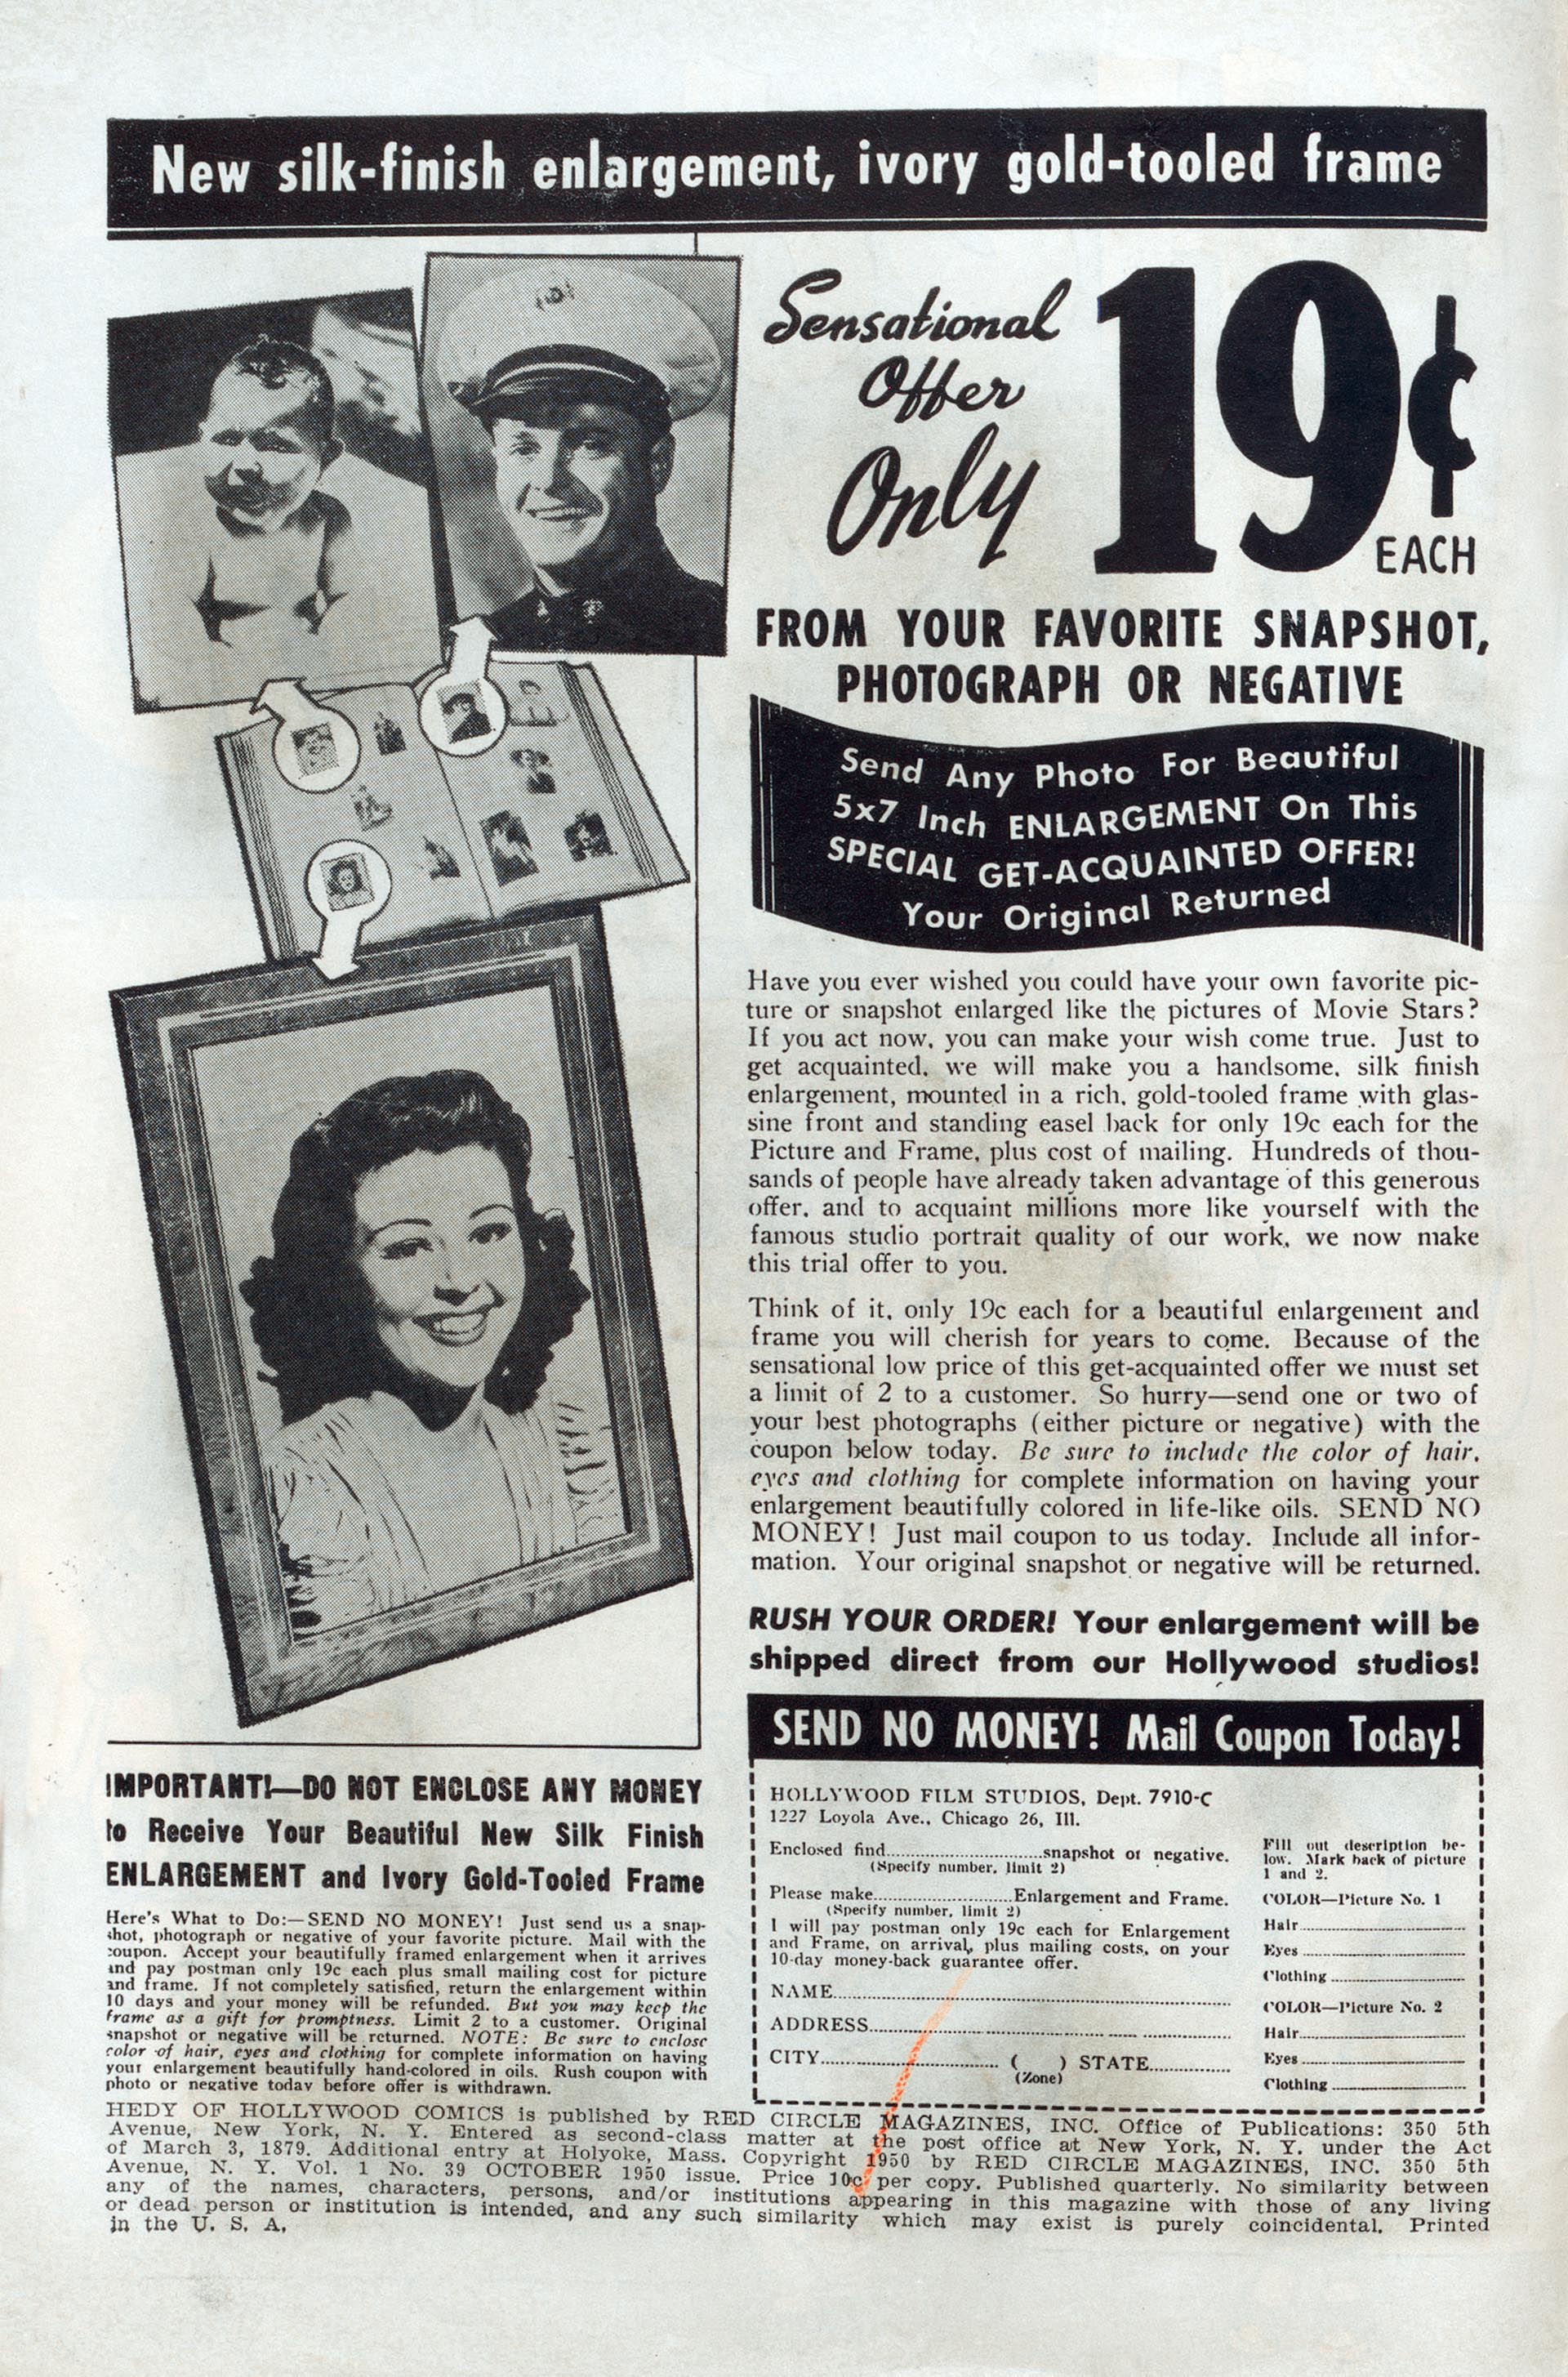 New silk-finish enlargement, ivory gold-tooled frame
Sensational
Offer
Only
19¢
EACH
FROM YOUR FAVORITE SNAPSHOT,
PHOTOGRAPH OR NEGATIVE
Send Any Photo For Beautiful
5x7 Inch ENLARGEMENT On This
SPECIAL GET-ACQUAINTED OFFER!
Your Original Returned
Have you ever wished you could have your own favorite pic-
ture or snapshot enlarged like the pictures of Movie Stars?
If you act now, you can make your wish come true. Just to
get acquainted, we will make you a handsome, silk finish
enlargement, mounted in a rich, gold-tooled frame with glas-
sine front and standing easel back for only 19c each for the
Picture and Frame, plus cost of mailing. Hundreds of thou-
sands of people have already taken advantage of this generous
offer, and to acquaint millions more like yourself with the
famous studio portrait quality of our work, we now make
this trial offer to you.
Think of it, only 19c each for a beautiful enlargement and
frame you will cherish for years to come. Because of the
sensational low price of this get-acquainted offer we must set
a limit of 2 to a customer. So hurry—send one or two of
your best photographs (either picture or negative) with the
coupon below today. Be sure to include the color of hair,
eyes and clothing for complete information on having your
enlargement beautifully colored in life-like oils. SEND NO
MONEY! Just mail coupon to us today. Include all infor-
mation. Your original snapshot or negative will be returned.
RUSH YOUR ORDER! Your enlargement will be
shipped direct from our Hollywood studios!
IMPORTANT!—DO NOT ENCLOSE ANY MONEY
to Receive Your Beautiful New Silk Finish
ENLARGEMENT and Ivory Gold-Tooled Frame
Here's What to Do:—SEND NO MONEY! Just send us a snap-
shot, photograph or negative of your favorite picture. Mail with the
coupon. Accept your beautifully framed enlargement when it arrives
and pay postman only 19c each plus small mailing cost for picture
and frame. If not completely satisfied, return the enlargement within
10 days and your money will be refunded. But you may keep the
frame as a gift for promptness. Limit 2 to a customer. Original
snapshot or negative will be returned. NOTE: Be sure to enclose
color of hair, eyes and clothing for complete information on having
your enlargement beautifully hand-colored in oils. Rush coupon with
photo or negative today before offer is withdrawn.
SEND NO MONEY! Mail Coupon Today!
HOLLYWOOD FILM STUDIOS, Dept. 7910-C
1227 Loyola Ave., Chicago 26, Ill.
Enclosed find..............................snapshot or negative.
(Specify number, limit 2)
Please make..........................Enlargement and Frame.
(Specify number, limit 2)
I will pay postman only 19c each for Enlargement
and Frame, on arrival, plus mailing costs, on your
10-day money-back guarantee offer.
NAME..............................
ADDRESS..............................
CITY.............................. ( ) STATE...............
(Zone)
Fill out description be-
low. Mark back of picture
1 and 2.
COLOR—Picture No. 1
Hair..............................
Eyes..............................
Clothing..............................
COLOR—Picture No. 2
Hair..............................
Eyes..............................
Clothing..............................
HEDY OF HOLLYWOOD COMICS is published by RED CIRCLE MAGAZINES, INC. Office of Publications: 350 5th
Avenue, New York, N. Y. Entered as second-class matter at the post office at New York, N. Y. under the Act
of March 3, 1879. Additional entry at Holyoke, Mass. Copyright 1950 by RED CIRCLE MAGAZINES, INC. 350 5th
Avenue, N. Y. Vol. 1 No. 39 OCTOBER 1950 issue. Price 10c per copy. Published quarterly. No similarity between
any of the names, characters, persons, and/or institutions appearing in this magazine with those of any living
or dead person or institution is intended, and any such similarity which may exist is purely coincidental. Printed
in the U. S. A.